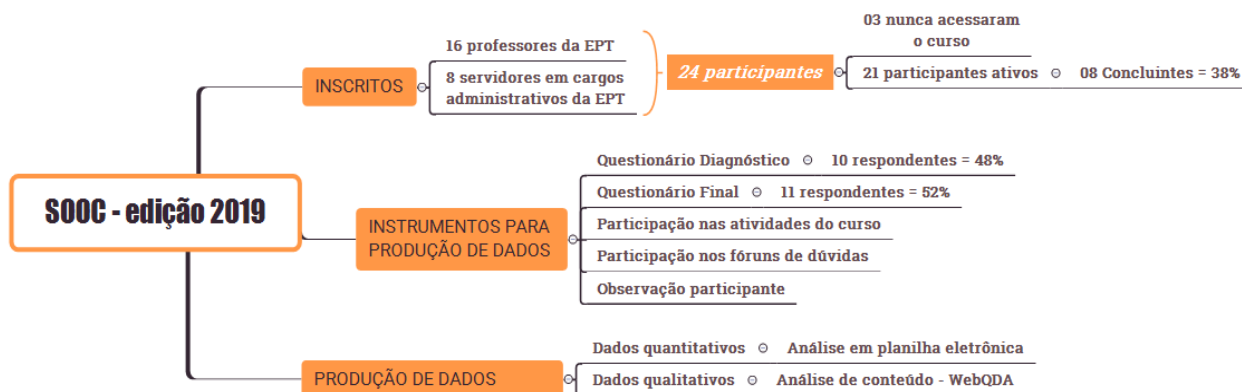 SOOC - edição 2019
INSCRITOS
16 professores da EPT
8 servidores em cargos
administrativos da EPT
24 participantes
03 nunca acessaram
o curso
21 participantes ativos
08 Concluintes = 38%
INSTRUMENTOS PARA
PRODUÇÃO DE DADOS
Questionário Diagnóstico
10 respondentes = 48%
Questionário Final
11 respondentes = 52%
Participação nas atividades do curso
Participação nos fóruns de dúvidas
Observação participante
PRODUÇÃO DE DADOS
Dados quantitativos
Análise em planilha eletrônica
Dados qualitativos
Análise de conteúdo - WebQDA